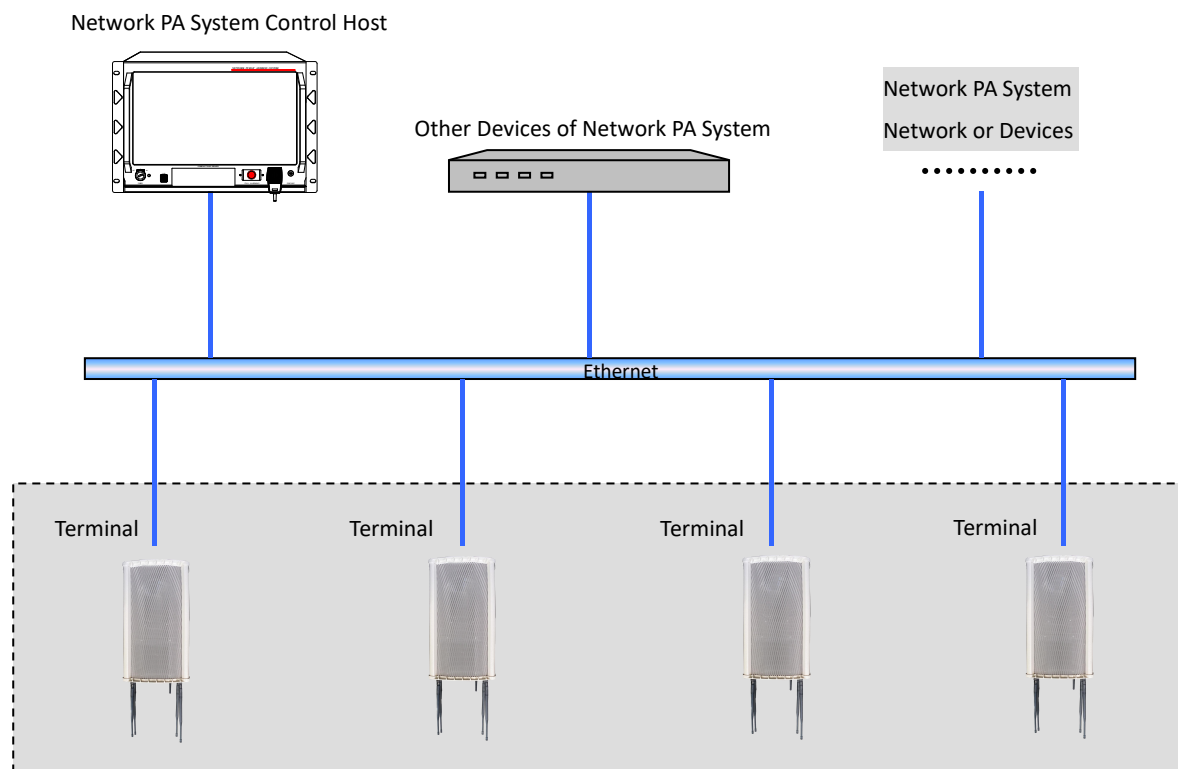 Network PA System Control Host
Other Devices of Network PA System
Network PA System
Network or Devices
Ethernet
Terminal
Terminal
Terminal
Terminal